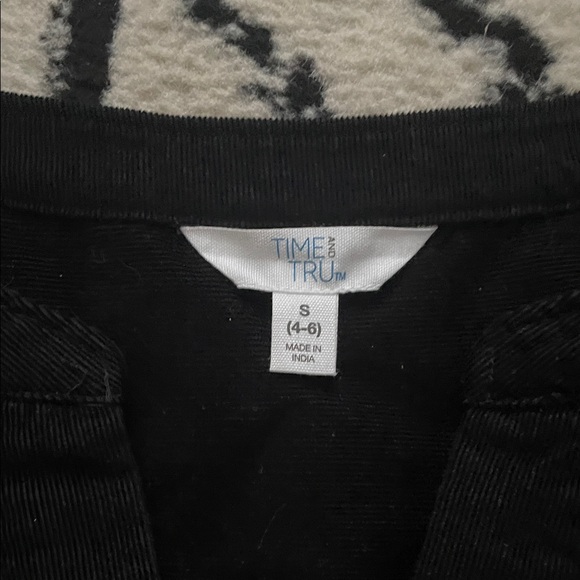 TIME AND
TRU™
S
(4-6)
MADE IN
INDIA